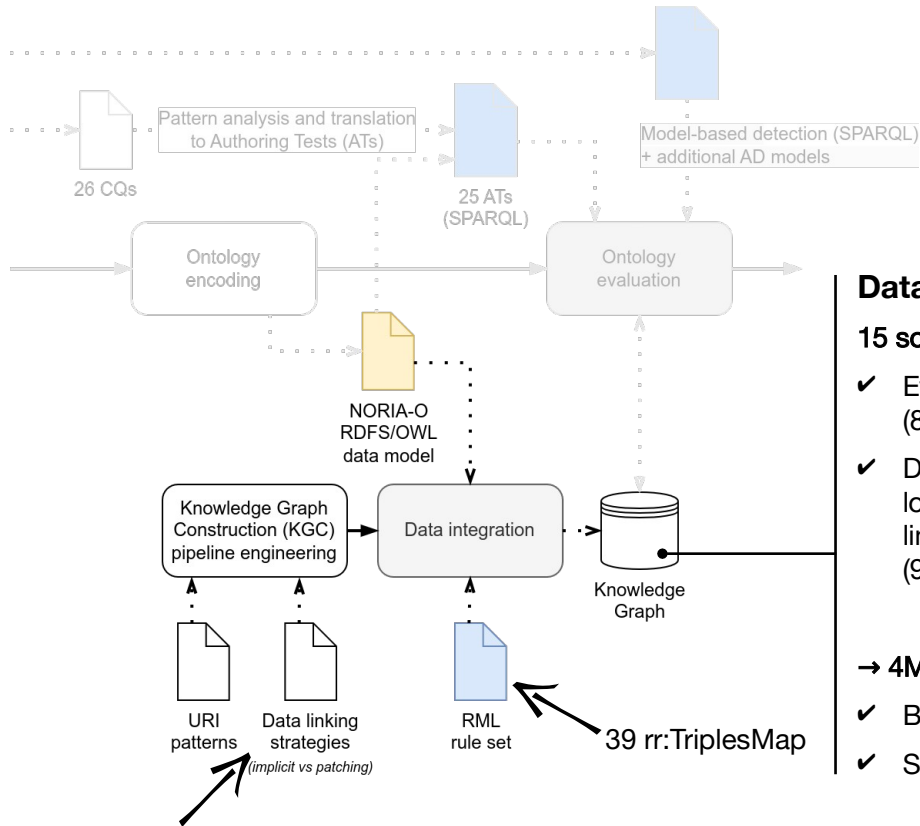 Pattern analysis and translation
to Authoring Tests (ATs)
26 CQs
25 ATs
(SPARQL)
Model-based detection (SPARQL)
+ additional AD models
Ontology
encoding
Ontology
evaluation
NORIA-O
RDFS/OWL
data model
Knowledge Graph
Construction (KGC)
pipeline engineering
Data integration
Knowledge
Graph
URI
patterns
Data linking
strategies
(implicit vs patching)
RML
rule set
39 rr:TriplesMap
Data
15
(8
(9
→ 4M